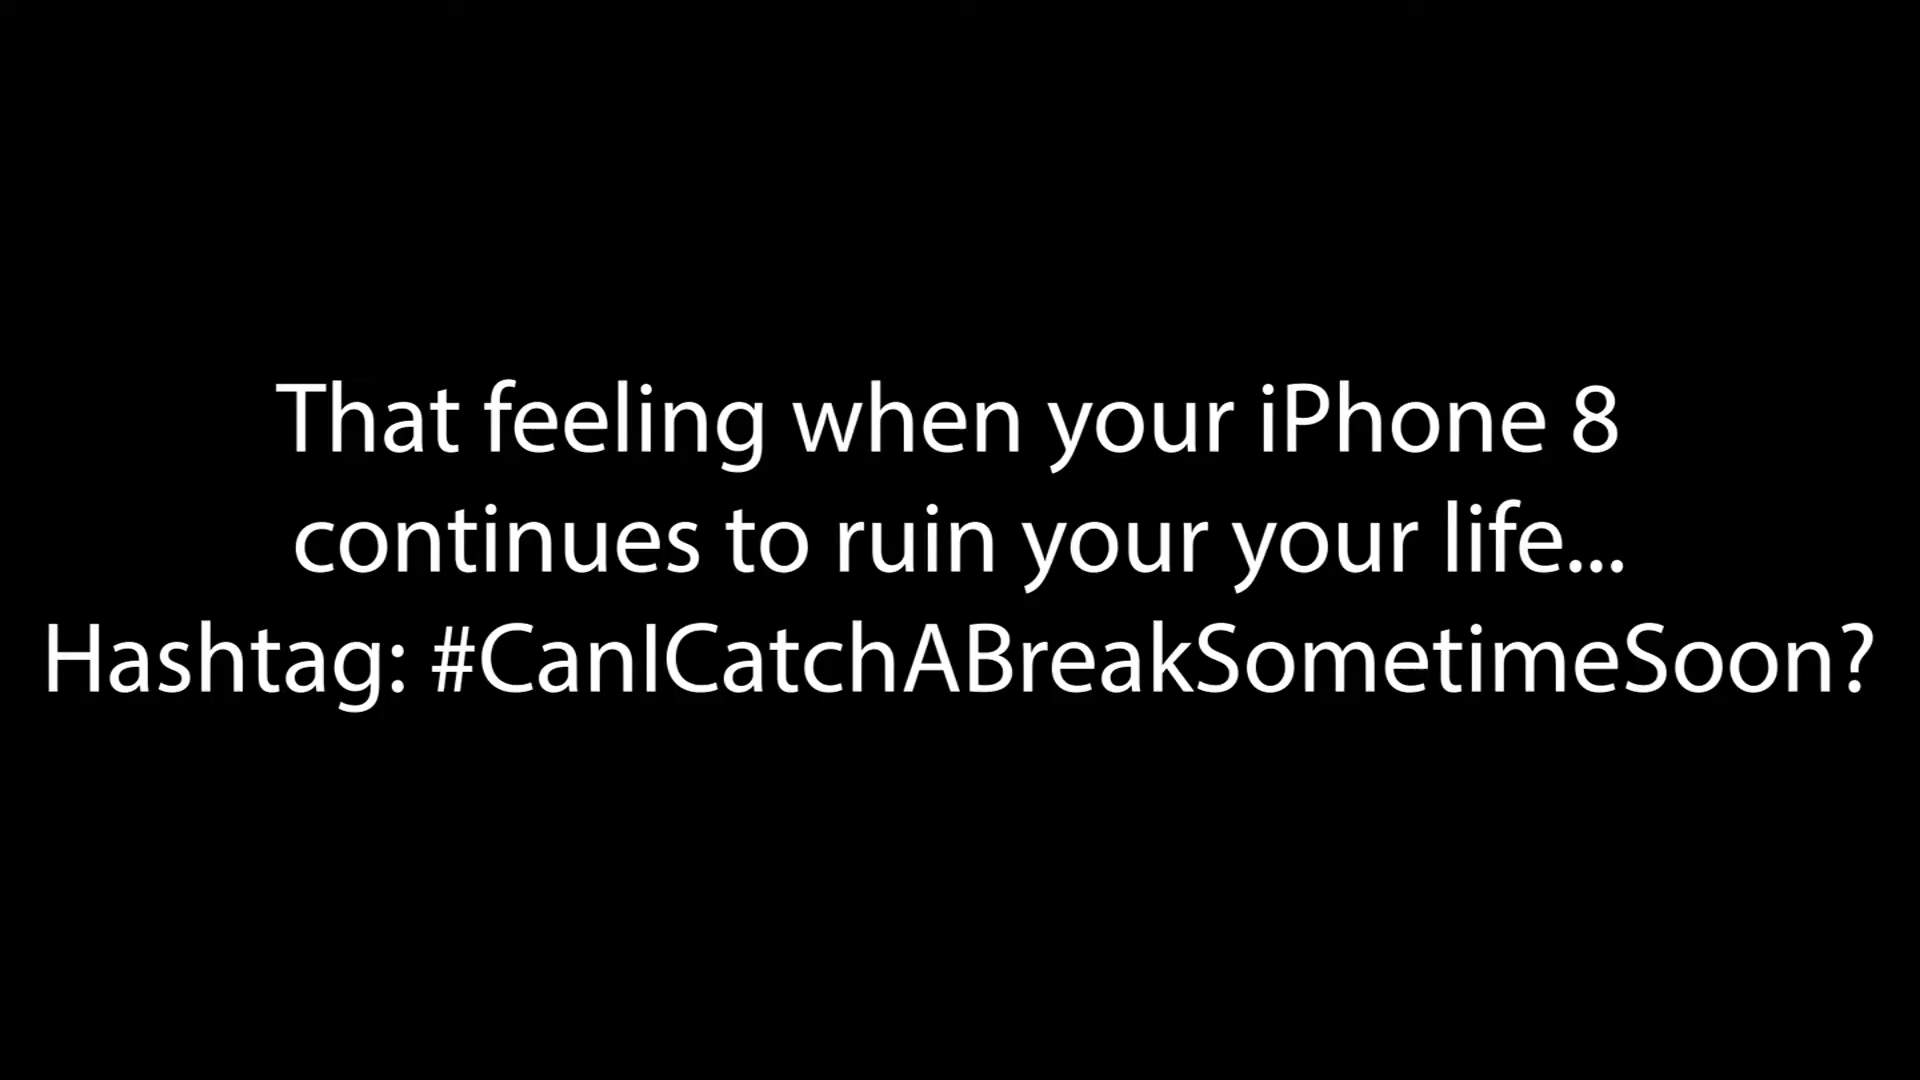 That feeling when your iPhone 8
continues to ruin your your life...
Hashtag: #CanICatchABreakSometimeSoon?